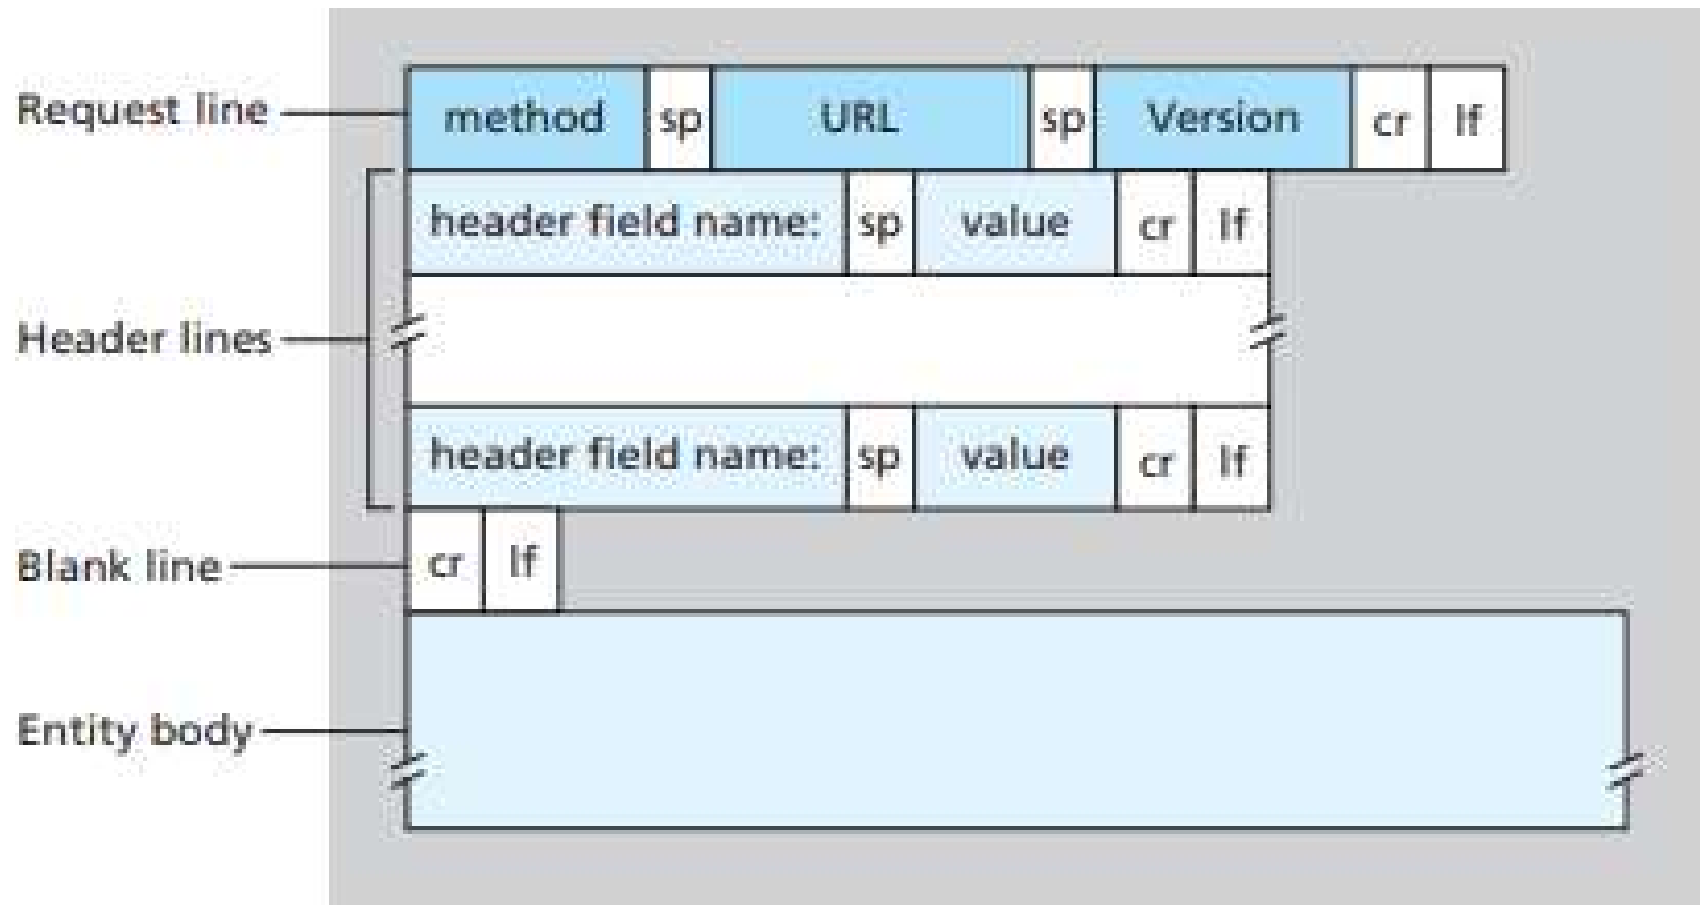 Request line method sp URL sp Version cr lf
header field name: sp value cr lf
Header lines
header field name: sp value cr lf
Blank line cr lf
Entity body